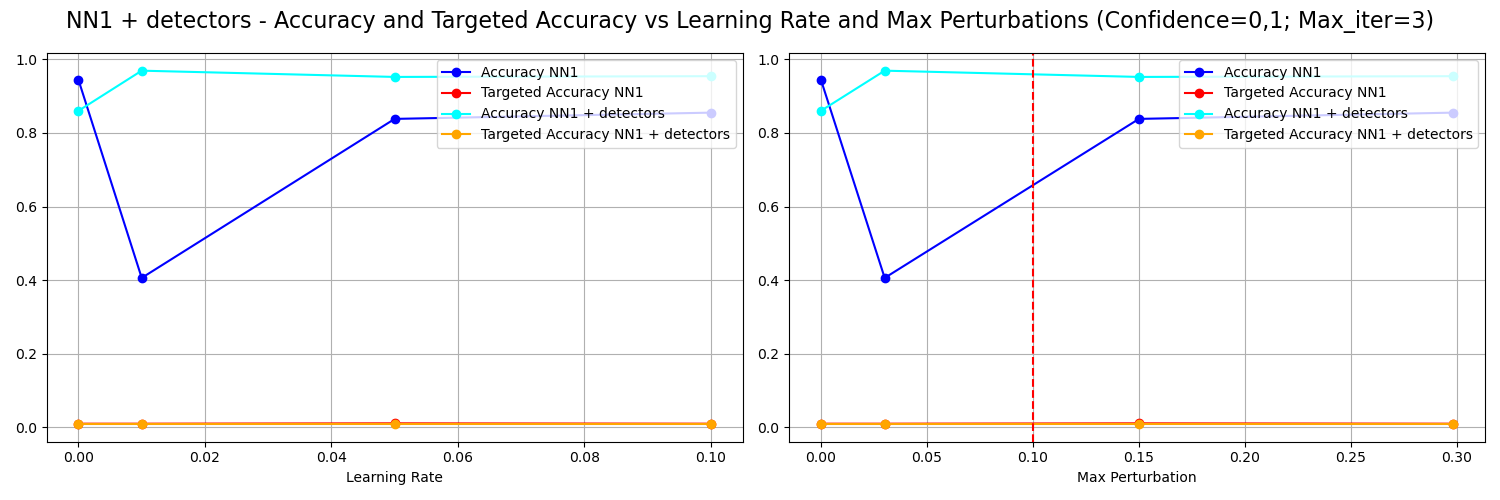 NN1 + detectors - Accuracy and Targeted Accuracy vs Learning Rate and Max Perturbations (Confidence=0,1; Max_iter=3)
1.0
0.8
0.6
0.4
0.2
0.0
Accuracy NN1
Targeted Accuracy NN1
Accuracy NN1 + detectors
Targeted Accuracy NN1 + detectors
0.00 0.02 0.04 0.06 0.08 0.10
Learning Rate
1.0
0.8
0.6
0.4
0.2
0.0
Accuracy NN1
Targeted Accuracy NN1
Accuracy NN1 + detectors
Targeted Accuracy NN1 + detectors
0.00 0.05 0.10 0.15 0.20 0.25 0.30
Max Perturbation